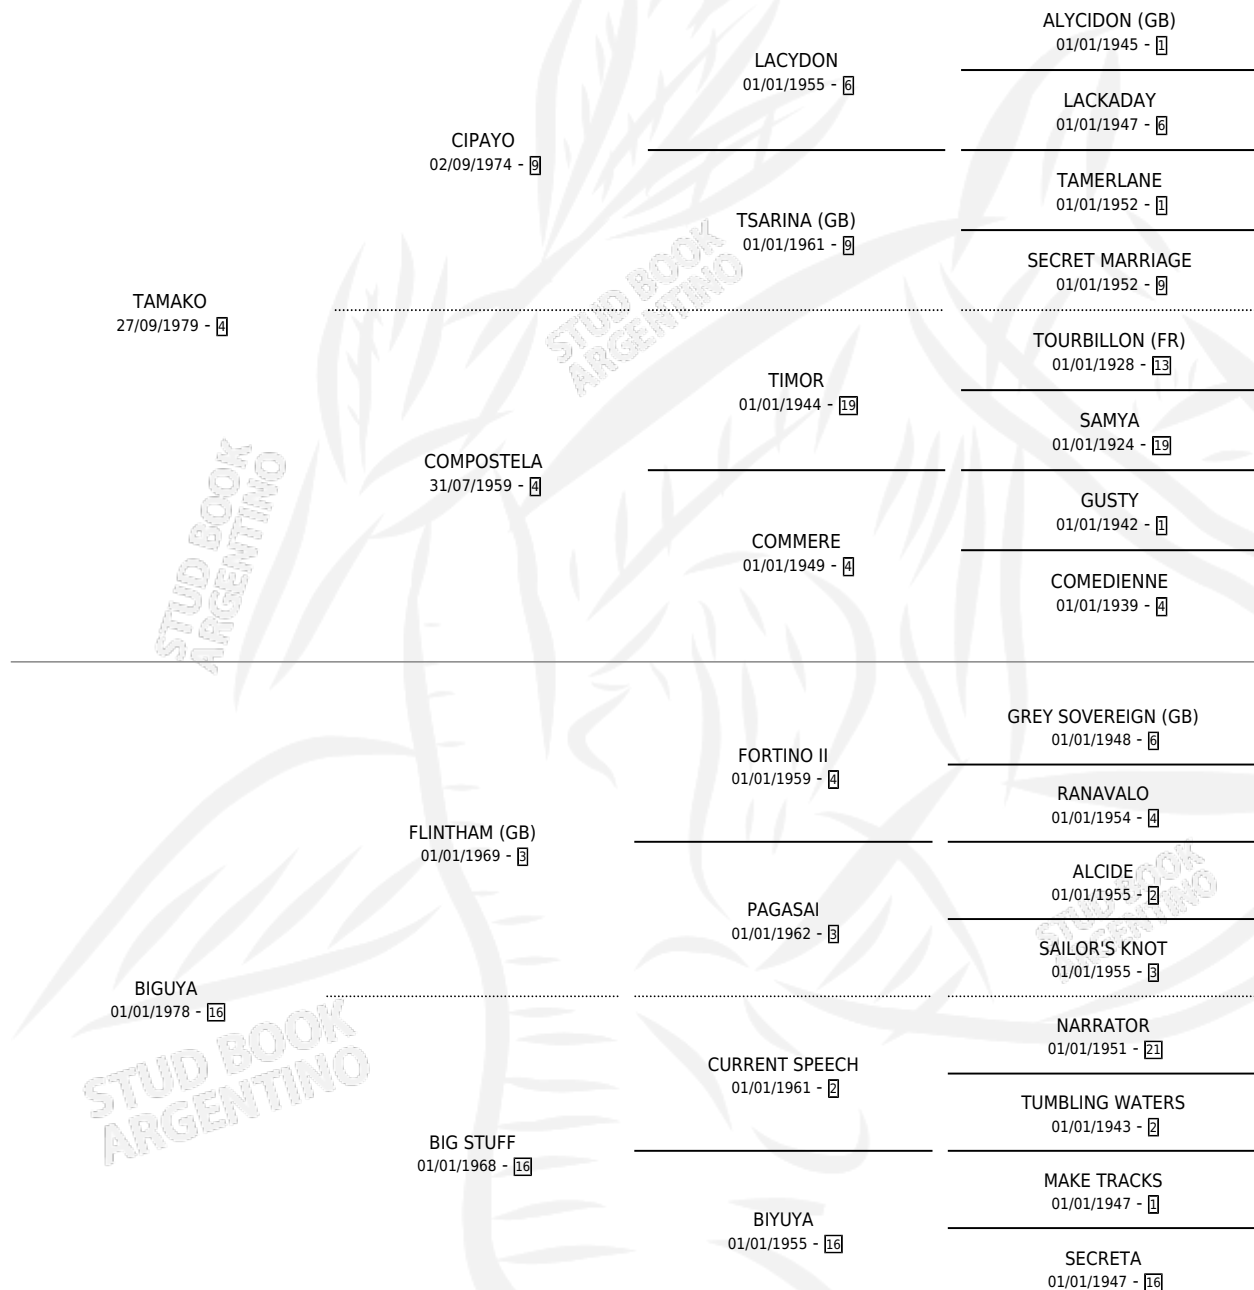 ALYCIDON (GB)
01/01/1945 - 1
LACYDON
01/01/1955 - 6
LACKADAY
01/01/1947 - 6
CIPAYO
02/09/1974 - 9
TAMERLANE
01/01/1952 - 1
TSARINA (GB)
01/01/1961 - 9
SECRET MARRIAGE
01/01/1952 - 9
TAMAKO
27/09/1979 - 4
STUD BOOK
ARGENTINO
TOURBILLON (FR)
01/01/1928 - 13
TIMOR
01/01/1944 - 19
SAMYA
01/01/1924 - 19
COMPOSTELA
31/07/1959 - 4
GUSTY
01/01/1942 - 1
COMMERE
01/01/1949 - 4
COMEDIENNE
01/01/1939 - 4
STUD BOOK
ARGENTINO
GREY SOVEREIGN (GB)
01/01/1948 - 6
FORTINO II
01/01/1959 - 4
RANAVALO
01/01/1954 - 4
FLINTHAM (GB)
01/01/1969 - 3
ALCIDE
01/01/1955 - 2
PAGASAI
01/01/1962 - 3
STUD BOOK
ARGENTINO
SAILOR'S KNOT
01/01/1955 - 3
BIGUYA
01/01/1978 - 16
NARRATOR
01/01/1951 - 21
CURRENT SPEECH
01/01/1961 - 2
STUD BOOK
ARGENTINO
TUMBLING WATERS
01/01/1943 - 2
BIG STUFF
01/01/1968 - 16
MAKE TRACKS
01/01/1947 - 1
BIYUYA
01/01/1955 - 16
SECRETA
01/01/1947 - 16